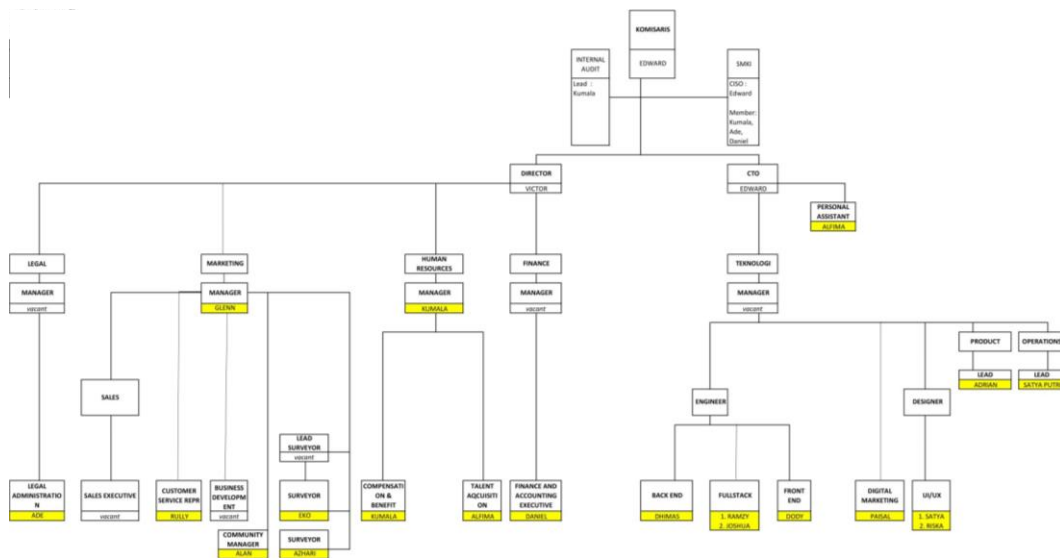 KOMISARIS
EDWARD
INTERNAL
AUDIT
Lead :
Kumala
SMKI
CISO :
Edward
Member:
Kumala,
Ade,
Daniel
DIRECTOR
VICTOR
CTO
EDWARD
PERSONAL
ASSISTANT
ALFIMA
LEGAL
MARKETING
HUMAN
RESOURCES
FINANCE
TEKNOLOGI
MANAGER
vacant
MANAGER
GLENN
MANAGER
KUMALA
MANAGER
vacant
MANAGER
vacant
PRODUCT
OPERATIONS
LEAD
ADRIAN
LEAD
SATYA PUTR
SALES
ENGINEER
DESIGNER
LEAD
SURVEYOR
vacant
LEGAL
ADMINISTRATIO
N
ADE
SALES EXECUTIVE
vacant
CUSTOMER
SERVICE REPR
RULLY
BUSINESS
DEVELOPM
ENT
vacant
SURVEYOR
EKO
COMPENSATI
ON &
BENEFIT
KUMALA
TALENT
AQCUISITI
ON
ALFIMA
FINANCE AND
ACCOUNTING
EXECUTIVE
DANIEL
BACK END
DHIMAS
FULLSTACK
1. RAMZY
2. JOSHUA
FRONT
END
DODY
DIGITAL
MARKETING
PAISAL
UI/UX
1. SATYA
2. RISKA
COMMUNITY
MANAGER
ALAN
SURVEYOR
AZHARI